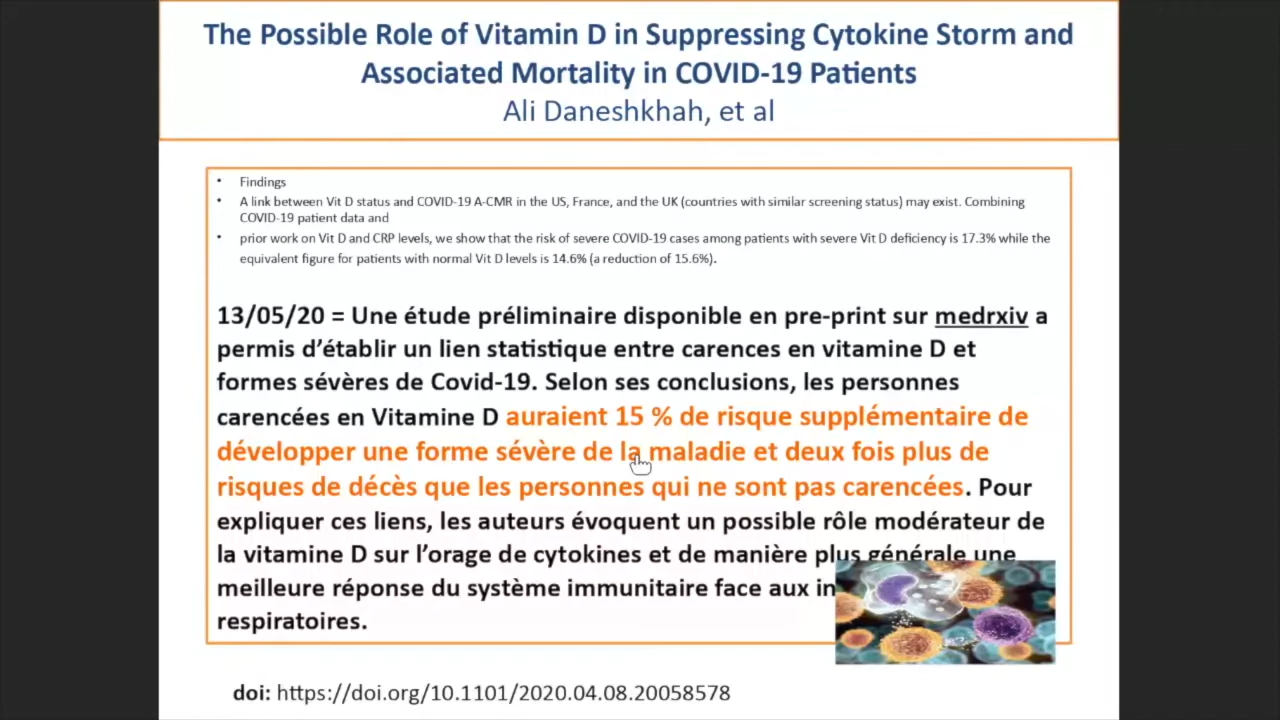 The Possible Role of Vitamin D in Suppressing Cytokine Storm and
Associated Mortality in COVID-19 Patients
Ali Daneshkhah, et al
• Findings
• A link between Vit D status and COVID-19 A-CMR in the US, France, and the UK (countries with similar screening status) may exist. Combining
COVID-19 patient data and
• prior work on Vit D and CRP levels, we show that the risk of severe COVID-19 cases among patients with severe Vit D deficiency is 17.3% while the
equivalent figure for patients with normal Vit D levels is 14.6% (a reduction of 15.6%).
13/05/20 = Une étude préliminaire disponible en pre-print sur medrxiv a
permis d’établir un lien statistique entre carences en vitamine D et
formes sévères de Covid-19. Selon ses conclusions, les personnes
carencées en Vitamine D auraient 15 % de risque supplémentaire de
développer une forme sévère de la maladie et deux fois plus de
risques de décès que les personnes qui ne sont pas carencées. Pour
expliquer ces liens, les auteurs évoquent un possible rôle modérateur de
la vitamine D sur l’orage de cytokines et de manière plus générale une
meilleure réponse du système immunitaire face aux in
respiratoires.
doi: https://doi.org/10.1101/2020.04.08.20058578